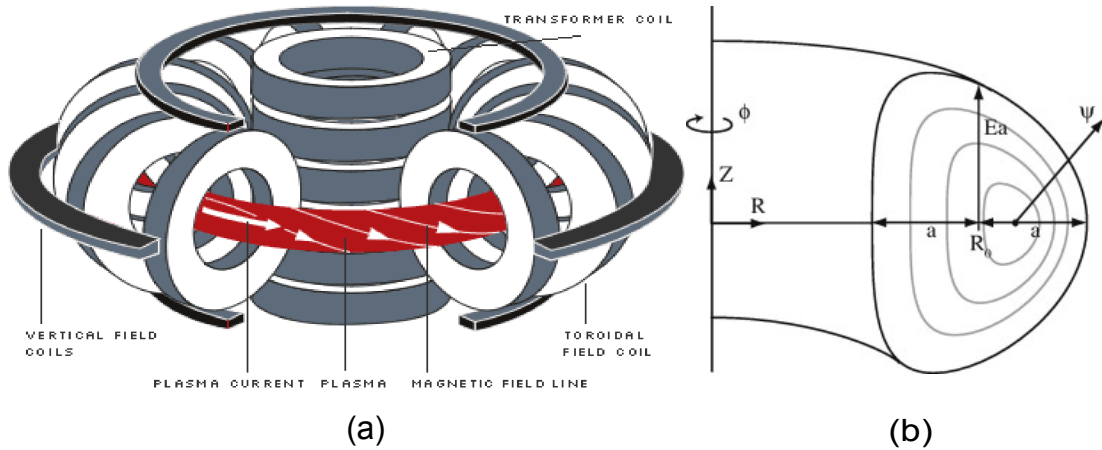 TRANSFORMER COIL
VERTICAL FIELD
COILS
PLASMA CURRENT
PLASMA
MAGNETIC FIELD LINE
TOROIDAL
FIELD COIL
(a)
ϕ
Z
R
Ea
ψ
a
R₀
a
(b)